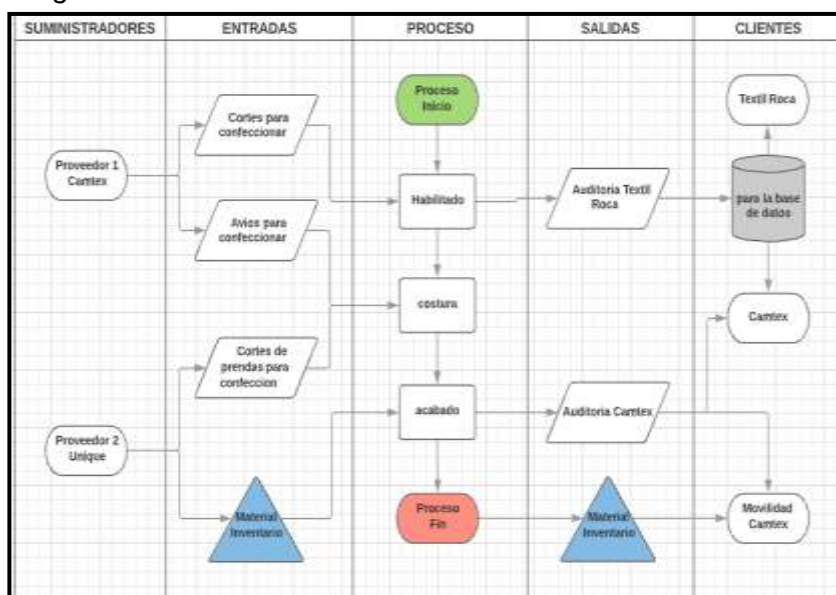 SUMINISTRADORES
ENTRADAS
PROCESO
SALIDAS
CLIENTES
Proceso
Inicio
Textil Roca
Cortes para
confeccionar
Proveedor 1
Camtex
Habilitado
Auditoria Textil
Roca
para la base
de datos
Avios para
confeccionar
costura
Camtex
Cortes de
prendas para
confeccion
acabado
Auditoria Camtex
Proveedor 2
Unique
Material
Inventario
Proceso
Fin
Material
Inventario
Movilidad
Camtex